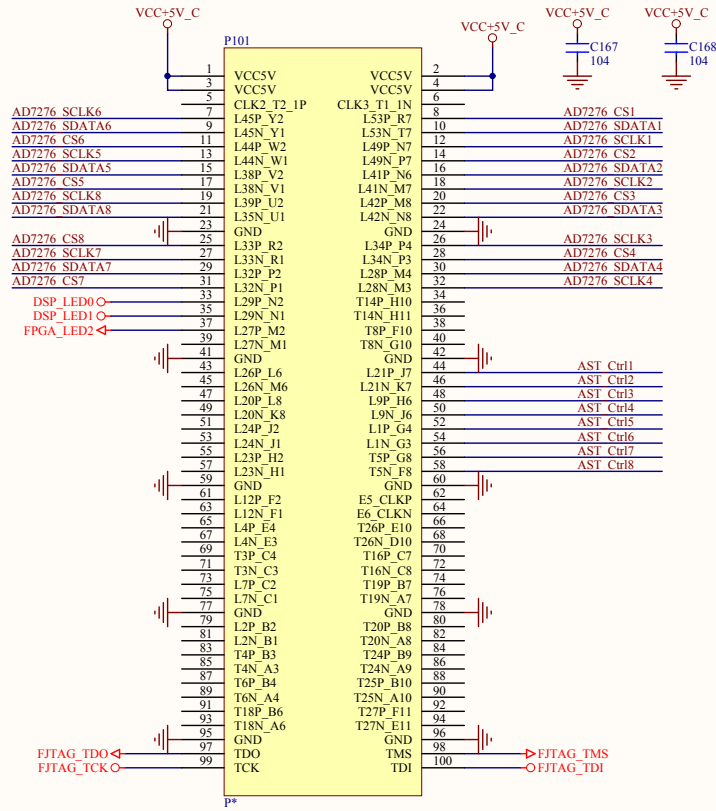 VCC+5V_C
VCC+5V_C
VCC+5V_C
VCC+5V_C
C167
104
C168
104
P101
1 VCC5V VCC5V 2
3 VCC5V VCC5V 4
5 CLK2_T2_1P CLK3_T1_1N 6
AD7276_SCLK6 7 L45P_Y2 L53P_R7 8 AD7276_CS1
AD7276_SDATA6 9 L45N_Y1 L53N_T7 10 AD7276_SDATA1
AD7276_CS6 11 L44P_W2 L49P_N7 12 AD7276_SCLK1
AD7276_SCLK5 13 L44N_W1 L49N_P7 14 AD7276_CS2
AD7276_SDATA5 15 L38P_V2 L41P_N6 16 AD7276_SDATA2
AD7276_CS5 17 L38N_V1 L41N_M7 18 AD7276_SCLK2
AD7276_SCLK8 19 L39P_U2 L42P_M8 20 AD7276_CS3
AD7276_SDATA8 21 L35N_U1 L42N_N8 22 AD7276_SDATA3
23 GND GND 24
AD7276_CS8 25 L33P_R2 L34P_P4 26 AD7276_SCLK3
AD7276_SCLK7 27 L33N_R1 L34N_P3 28 AD7276_CS4
AD7276_SDATA7 29 L32P_P2 L28P_M4 30 AD7276_SDATA4
AD7276_CS7 31 L32N_P1 L28N_M3 32 AD7276_SCLK4
DSP_LED0 33 L29P_N2 T14P_H10 34
DSP_LED1 35 L29N_N1 T14N_H11 36
FPGA_LED2 37 L27P_M2 T8P_F10 38
39 L27N_M1 T8N_G10 40
41 GND GND 42
43 L26P_L6 L21P_J7 44 AST_Ctrl1
45 L26N_M6 L21N_K7 46 AST_Ctrl2
47 L20P_L8 L9P_H6 48 AST_Ctrl3
49 L20N_K8 L9N_J6 50 AST_Ctrl4
51 L24P_J2 L1P_G4 52 AST_Ctrl5
53 L24N_J1 L1N_G3 54 AST_Ctrl6
55 L23P_H2 T5P_G8 56 AST_Ctrl7
57 L23N_H1 T5N_F8 58 AST_Ctrl8
59 GND GND 60
61 L12P_F2 E5_CLKP 62
63 L12N_F1 E6_CLKN 64
65 L4P_E4 T26P_E10 66
67 L4N_E3 T26N_D10 68
69 T3P_C4 T16P_C7 70
71 T3N_C3 T16N_C8 72
73 L7P_C2 T19P_B7 74
75 L7N_C1 T19N_A7 76
77 GND GND 78
79 L2P_B2 T20P_B8 80
81 L2N_B1 T20N_A8 82
83 T4P_B3 T24P_B9 84
85 T4N_A3 T24N_A9 86
87 T6P_B4 T25P_B10 88
89 T6N_A4 T25N_A10 90
91 T18P_B6 T27P_F11 92
93 T18N_A6 T27N_E11 94
95 GND GND 96
FJTAG_TDO 97 TDO TMS 98 FJTAG_TMS
FJTAG_TCK 99 TCK TDI 100 FJTAG_TDI
P*